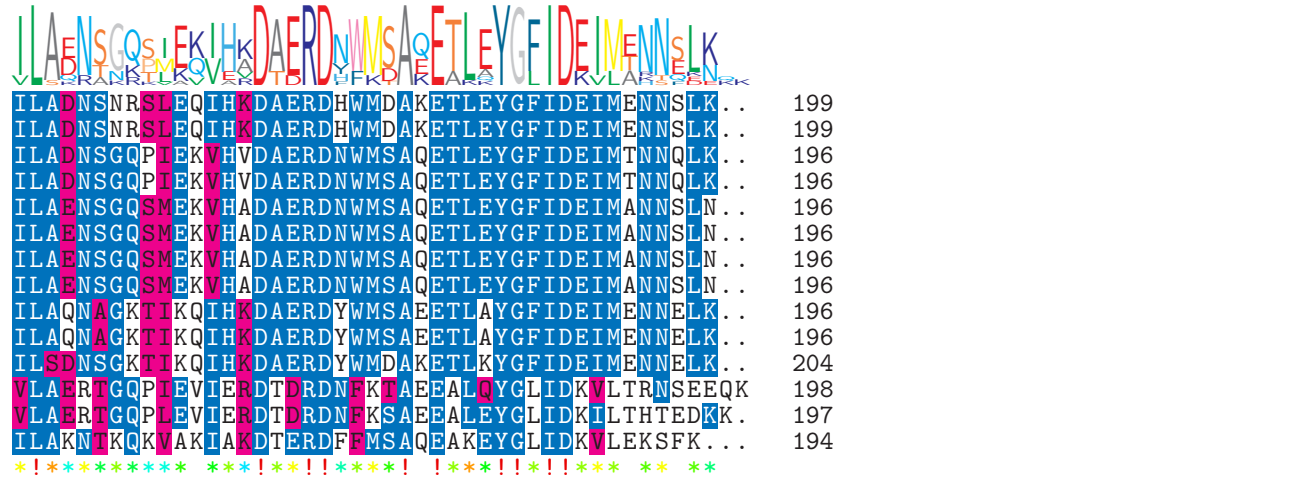 ILAENSGQSIEKIHKDAERDNWMSAQETLEYGFIDEIMENNSLK
ILADNSNRSLEQIHKDAERDHWMDAKETLEYGFIDEIMENNSLK.. 199
ILADNSNRSLEQIHKDAERDHWMDAKETLEYGFIDEIMENNSLK.. 199
ILADNSGQPIEKVHVDAERDNWMSAQETLEYGFIDEIMTNNQLK.. 196
ILADNSGQPIEKVHVDAERDNWMSAQETLEYGFIDEIMTNNQLK.. 196
ILAENSGQSMEKVHADAERDNWMSAQETLEYGFIDEIMANNSLN.. 196
ILAENSGQSMEKVHADAERDNWMSAQETLEYGFIDEIMANNSLN.. 196
ILAENSGQSMEKVHADAERDNWMSAQETLEYGFIDEIMANNSLN.. 196
ILAENSGQSMEKVHADAERDNWMSAQETLEYGFIDEIMANNSLN.. 196
ILAQNAGKTIKQIHKDAERDYWMSAEETLAYGFIDEIMENNELK.. 196
ILAQNAGKTIKQIHKDAERDYWMSAEETLAYGFIDEIMENNELK.. 196
ILSDNSGKTIKQIHKDAERDYWMDAKETLKYGFIDEIMENNELK.. 204
VLAERTGQPIEVIERDTDRDNFKTAEEALQYGLIDKVLTRNSEEQK 198
VLAERTGQPLEVIERDTDRDNFKSAEEALEYGLIDKILTHTEDKK. 197
ILAKNTKQKVAKIAKDTERDFFMSAQEAKEYGLIDKVLEKSFK... 194
*!********* ***!**!!****! !***!!*!!*** ** **